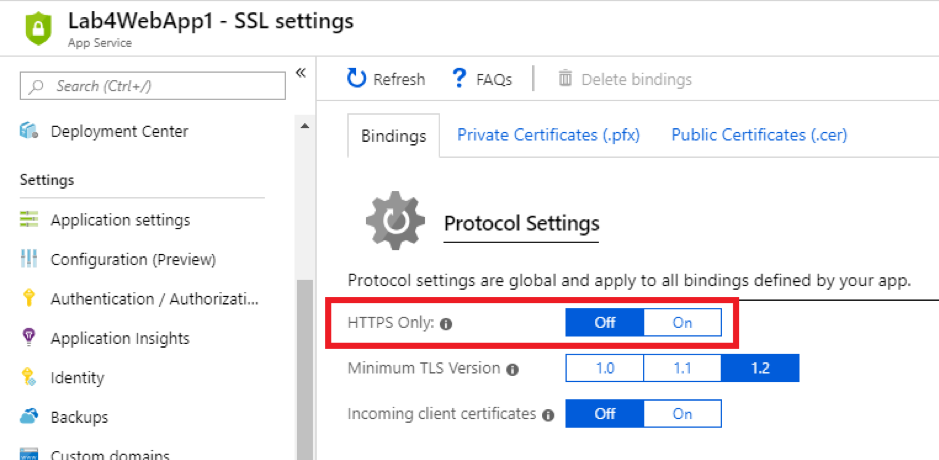 Lab4WebApp1 - SSL settings
App Service
Search (Ctrl+/)
«
Refresh
? FAQs
Delete bindings
Deployment Center
Settings
Application settings
Configuration (Preview)
Authentication / Authorizati...
Application Insights
Identity
Backups
Custom domains
Bindings
Private Certificates (.pfx)
Public Certificates (.cer)
Protocol Settings
Protocol settings are global and apply to all bindings defined by your app.
HTTPS Only: Off On
Minimum TLS Version 1.0 1.1 1.2
Incoming client certificates Off On